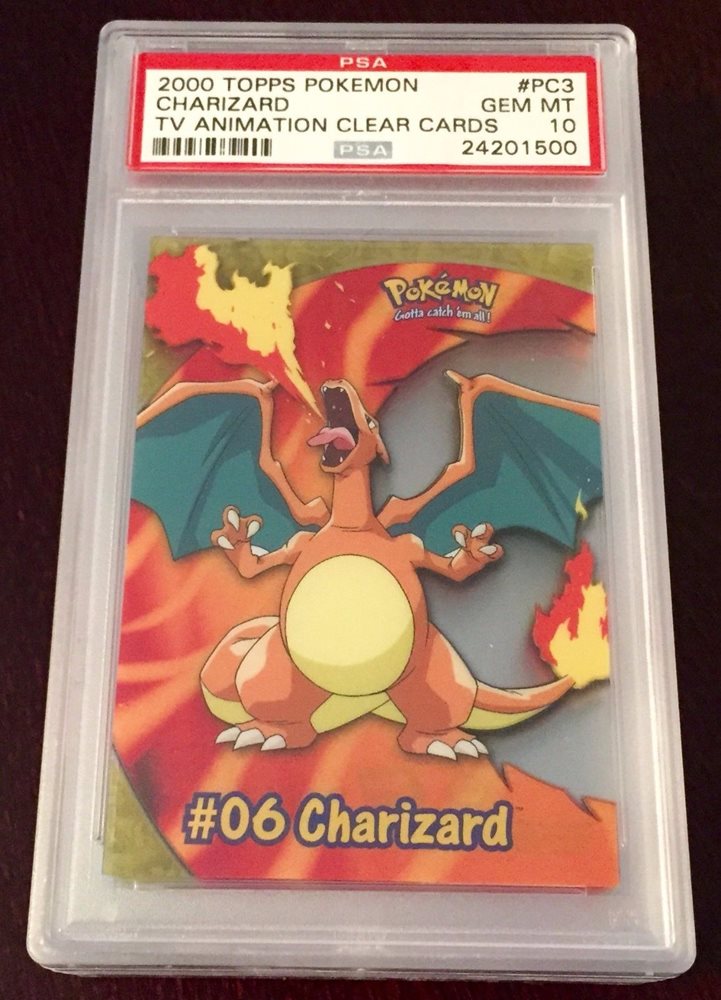 PSA
2000 TOPPS POKEMON #PC3
CHARIZARD GEM MT
TV ANIMATION CLEAR CARDS 10
PSA 24201500
POKéMON
Gotta catch 'em all!
#06 Charizard™